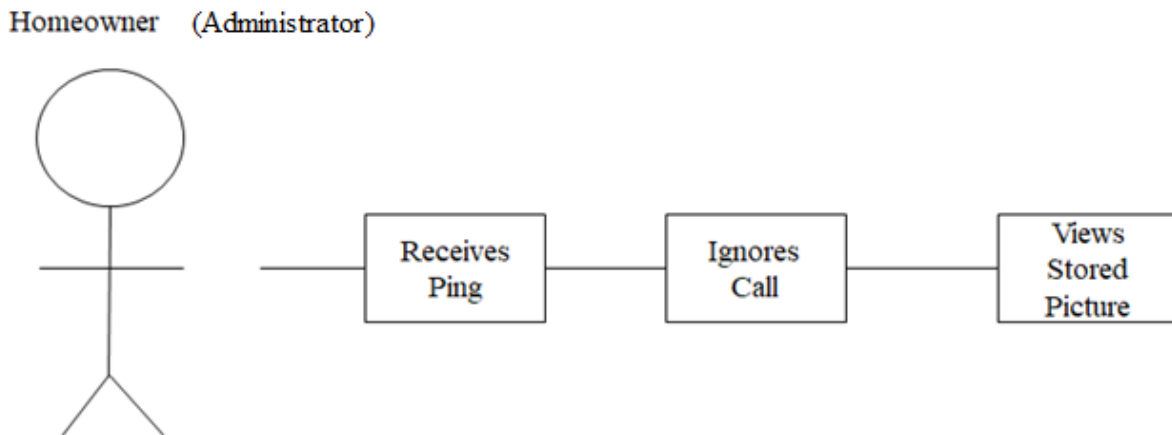 Homeowner (Administrator)
Receives
Ping
Ignores
Call
Views
Stored
Picture